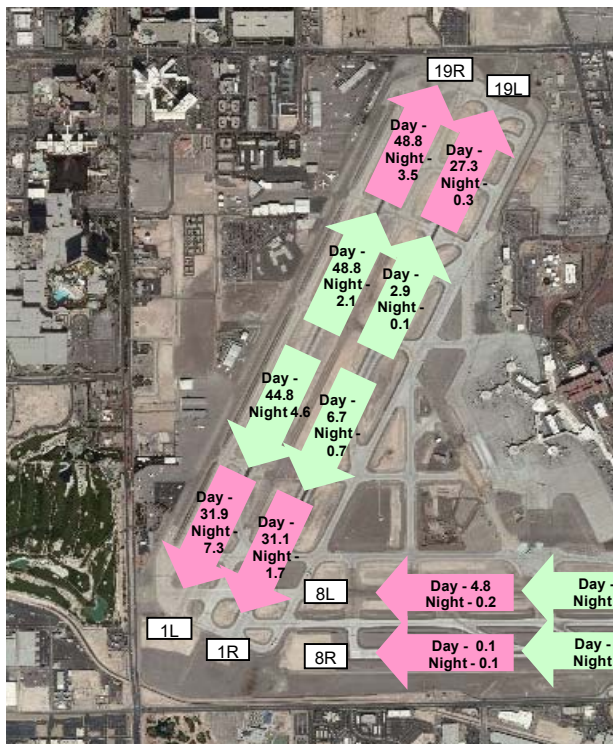 19R
19L
Day -
48.8
Night -
3.5
Day -
27.3
Night -
0.3
Day -
48.8
Night -
2.1
Day -
2.9
Night -
0.1
Day -
44.8
Night 4.6
Day -
6.7
Night -
0.7
Day -
31.9
Night -
7.3
Day -
31.1
Night -
1.7
8L
Day - 4.8
Night - 0.2
Day -
Night
1L
1R
8R
Day - 0.1
Night - 0.1
Day -
Night